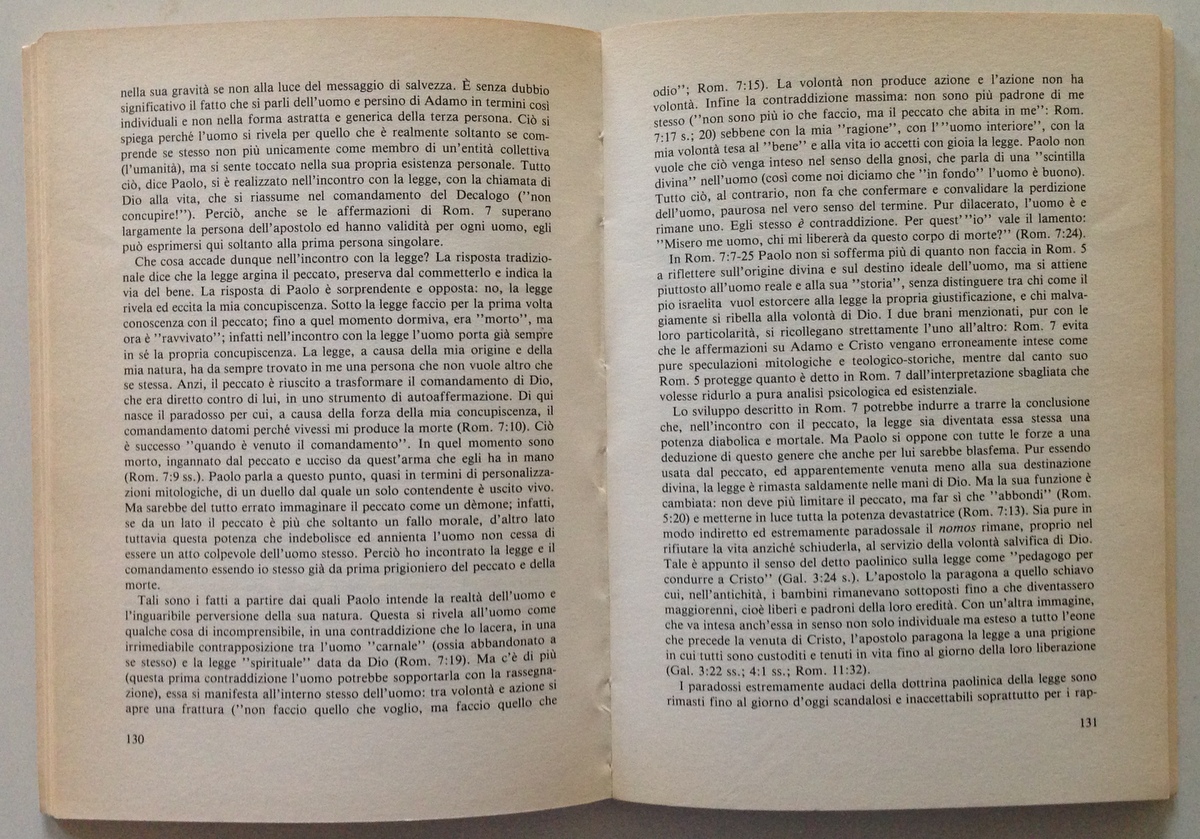 nella sua gravità se non alla luce del messaggio di salvezza. È senza dubbio
significativo il fatto che si parli dell'uomo e persino di Adamo in termini così
individuali e non nella forma astratta e generica della terza persona. Ciò si
spiega perché l'uomo si rivela per quello che è realmente soltanto se com-
prende se stesso non più unicamente come membro di un'entità collettiva
(l'umanità), ma si sente toccato nella sua propria esistenza personale. Tutto
ciò, dice Paolo, si è realizzato nell'incontro con la legge, con la chiamata di
Dio alla vita, che si riassume nel comandamento del Decalogo (''non
concupire!''). Perciò, anche se le affermazioni di Rom. 7 superano
largamente la persona dell'apostolo ed hanno validità per ogni uomo, egli
può esprimersi qui soltanto alla prima persona singolare.
Che cosa accade dunque nell'incontro con la legge? La risposta tradizio-
nale dice che la legge argina il peccato, preserva dal commetterlo e indica la
via del bene. La risposta di Paolo è sorprendente e opposta: no, la legge
rivela ed eccita la mia concupiscenza. Sotto la legge faccio per la prima volta
conoscenza con il peccato; fino a quel momento dormiva, era ''morto'', ma
ora è ''ravvivato''; infatti nell'incontro con la legge l'uomo porta già sempre
in sé la propria concupiscenza. La legge, a causa della mia origine e della
mia natura, ha da sempre trovato in me una persona che non vuole altro che
se stessa. Anzi, il peccato è riuscito a trasformare il comandamento di Dio,
che era diretto contro di lui, in uno strumento di autoaffermazione. Di qui
nasce il paradosso per cui, a causa della forza della mia concupiscenza, il
comandamento datomi perché vivessi mi produce la morte (Rom. 7:10). Ciò
è successo ''quando è venuto il comandamento''. In quel momento sono
morto, ingannato dal peccato e ucciso da quest'arma che egli ha in mano
(Rom. 7:9 ss.). Paolo parla a questo punto, quasi in termini di personalizza-
zioni mitologiche, di un duello dal quale un solo contendente è uscito vivo.
Ma sarebbe del tutto errato immaginare il peccato come un dèmone; infatti,
se da un lato il peccato è più che soltanto un fallo morale, d'altro lato
tuttavia questa potenza che indebolisce ed annienta l'uomo non cessa di
essere un atto colpevole dell'uomo stesso. Perciò ho incontrato la legge e il
comandamento essendo io stesso già da prima prigioniero del peccato e della
morte.
Tali sono i fatti a partire dai quali Paolo intende la realtà dell'uomo e
l'inguaribile perversione della sua natura. Questa si rivela all'uomo come
qualche cosa di incomprensibile, in una contraddizione che lo lacera, in una
irrimediabile contrapposizione tra l'uomo ''carnale'' (ossia abbandonato a
se stesso) e la legge ''spirituale'' data da Dio (Rom. 7:19). Ma c'è di più
(questa prima contraddizione l'uomo potrebbe sopportarla con la rassegna-
zione), essa si manifesta all'interno stesso dell'uomo: tra volontà e azione si
apre una frattura (''non faccio quello che voglio, ma faccio quello che
130
odio''; Rom. 7:15). La volontà non produce azione e l'azione non ha
volontà. Infine la contraddizione massima: non sono più padrone di me
stesso (''non sono più io che faccio, ma il peccato che abita in me'': Rom.
7:17 s.; 20) sebbene con la mia ''ragione'', con l'''uomo interiore'', con la
mia volontà tesa al ''bene'' e alla vita io accetti con gioia la legge. Paolo non
vuole che ciò venga inteso nel senso della gnosi, che parla di una ''scintilla
divina'' nell'uomo (così come noi diciamo che ''in fondo'' l'uomo è buono).
Tutto ciò, al contrario, non fa che confermare e convalidare la perdizione
dell'uomo, paurosa nel vero senso del termine. Pur dilacerato, l'uomo è e
rimane uno. Egli stesso è contraddizione. Per quest'''io'' vale il lamento:
''Misero me uomo, chi mi libererà da questo corpo di morte?'' (Rom. 7:24).
In Rom. 7:7-25 Paolo non si sofferma più di quanto non faccia in Rom. 5
a riflettere sull'origine divina e sul destino ideale dell'uomo, ma si attiene
piuttosto all'uomo reale e alla sua ''storia'', senza distinguere tra chi come il
pio israelita vuol estorcere alla legge la propria giustificazione, e chi malva-
giamente si ribella alla volontà di Dio. I due brani menzionati, pur con le
loro particolarità, si ricollegano strettamente l'uno all'altro: Rom. 7 evita
che le affermazioni su Adamo e Cristo vengano erroneamente intese come
pure speculazioni mitologiche e teologico-storiche, mentre dal canto suo
Rom. 5 protegge quanto è detto in Rom. 7 dall'interpretazione sbagliata che
volesse ridurlo a pura analisi psicologica ed esistenziale.
Lo sviluppo descritto in Rom. 7 potrebbe indurre a trarre la conclusione
che, nell'incontro con il peccato, la legge sia diventata essa stessa una
potenza diabolica e mortale. Ma Paolo si oppone con tutte le forze a una
deduzione di questo genere che anche per lui sarebbe blasfema. Pur essendo
usata dal peccato, ed apparentemente venuta meno alla sua destinazione
divina, la legge è rimasta saldamente nelle mani di Dio. Ma la sua funzione è
cambiata: non deve più limitare il peccato, ma far sì che ''abbondi'' (Rom.
5:20) e metterne in luce tutta la potenza devastatrice (Rom. 7:13). Sia pure in
modo indiretto ed estremamente paradossale il nomos rimane, proprio nel
rifiutare la vita anziché schiuderla, al servizio della volontà salvifica di Dio.
Tale è appunto il senso del detto paolinico sulla legge come ''pedagogo per
condurre a Cristo'' (Gal. 3:24 s.). L'apostolo la paragona a quello schiavo
cui, nell'antichità, i bambini rimanevano sottoposti fino a che diventassero
maggiorenni, cioè liberi e padroni della loro eredità. Con un'altra immagine,
che va intesa anch'essa in senso non solo individuale ma esteso a tutto l'eone
che precede la venuta di Cristo, l'apostolo paragona la legge a una prigione
in cui tutti sono custoditi e tenuti in vita fino al giorno della loro liberazione
(Gal. 3:22 ss.; 4:1 ss.; Rom. 11:32).
I paradossi estremamente audaci della dottrina paolinica della legge sono
rimasti fino al giorno d'oggi scandalosi e inaccettabili soprattutto per i rap-
131